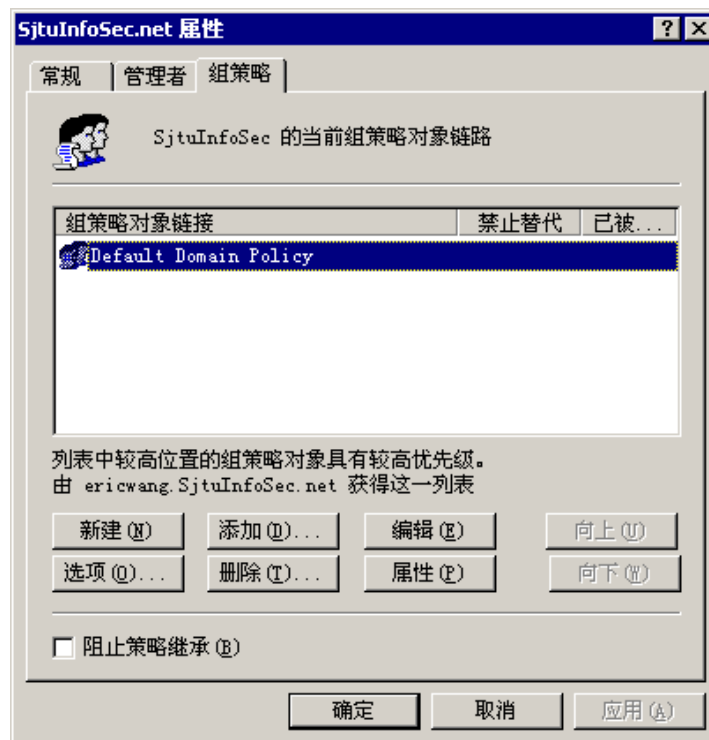 SjtuInfoSec.net 属性
常规 管理者 组策略
SjtuInfoSec 的当前组策略对象链路
组策略对象链接 禁止替代 已被...
Default Domain Policy
列表中较高位置的组策略对象具有较高优先级。
由 ericwang.SjtuInfoSec.net 获得这一列表
新建(N) 添加(D)... 编辑(E) 向上(U)
选项(O)... 删除(T)... 属性(P) 向下(W)
阻止策略继承(B)
确定 取消 应用(A)